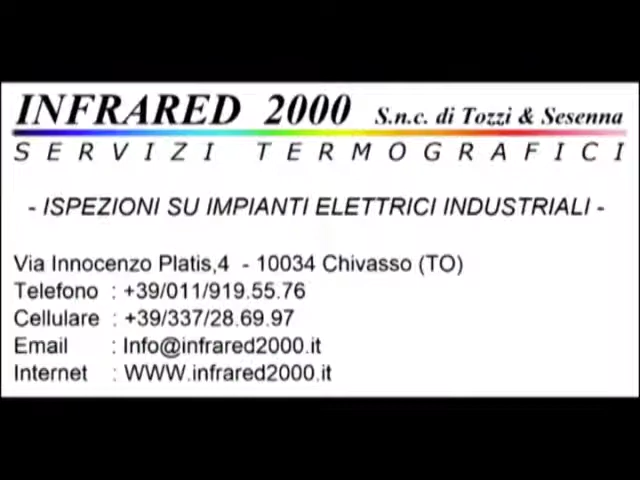 INFRARED 2000 S.n.c. di Tozzi & Sesenna
SERVIZI TERMOGRAFICI
- ISPEZIONI SU IMPIANTI ELETTRICI INDUSTRIALI -
Via Innocenzo Platis,4 - 10034 Chivasso (TO)
Telefono : +39/011/919.55.76
Cellulare : +39/337/28.69.97
Email : Info@infrared2000.it
Internet : WWW.infrared2000.it